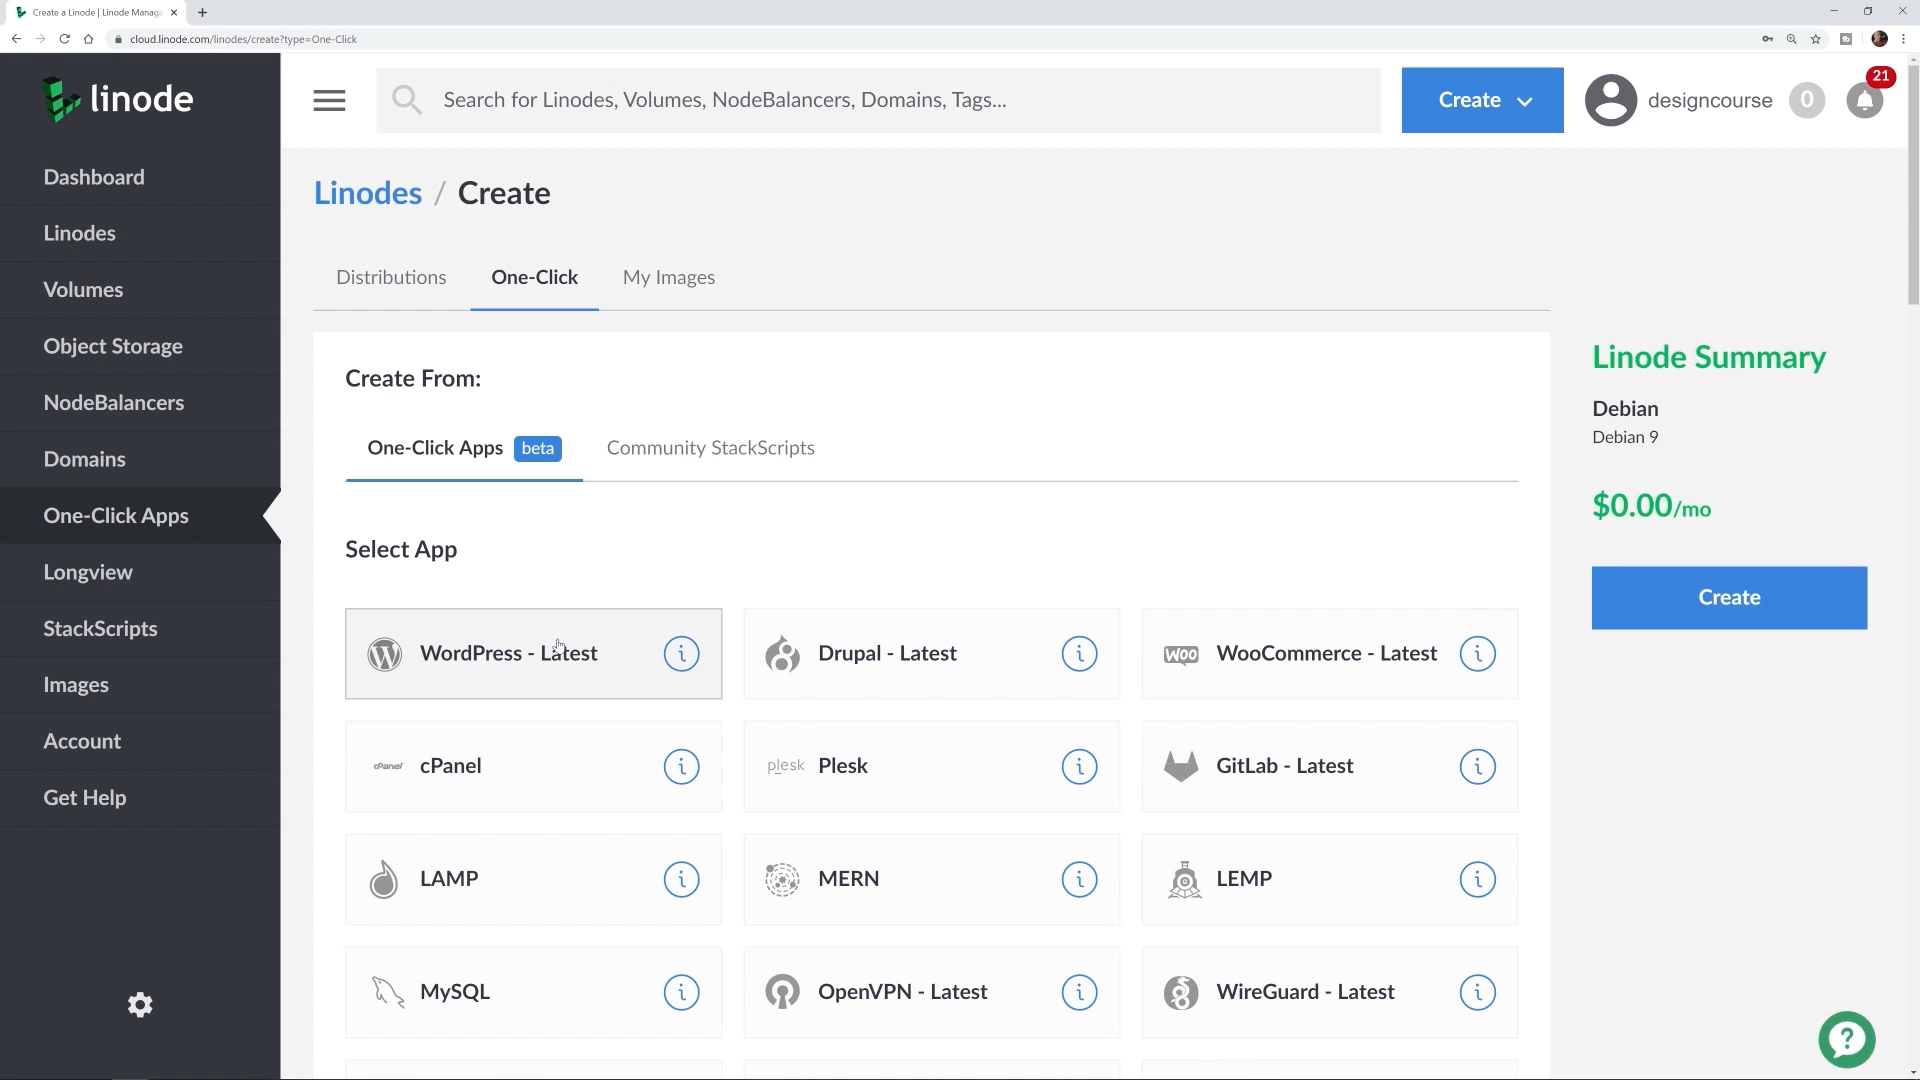 Create a Linode | Linode Manag
cloud.linode.com/linodes/create?type=One-Click
linode
Search for Linodes, Volumes, NodeBalancers, Domains, Tags...
Create
designcourse
0
21
Dashboard
Linodes
Volumes
Object Storage
NodeBalancers
Domains
One-Click Apps
Longview
StackScripts
Images
Account
Get Help
Linodes / Create
Distributions
One-Click
My Images
Create From:
One-Click Apps beta
Community StackScripts
Select App
WordPress - Latest
Drupal - Latest
WOO WooCommerce - Latest
cPanel cPanel
plesk Plesk
GitLab - Latest
LAMP
MERN
LEMP
MySQL
OpenVPN - Latest
WireGuard - Latest
Linode Summary
Debian
Debian 9
$0.00/mo
Create